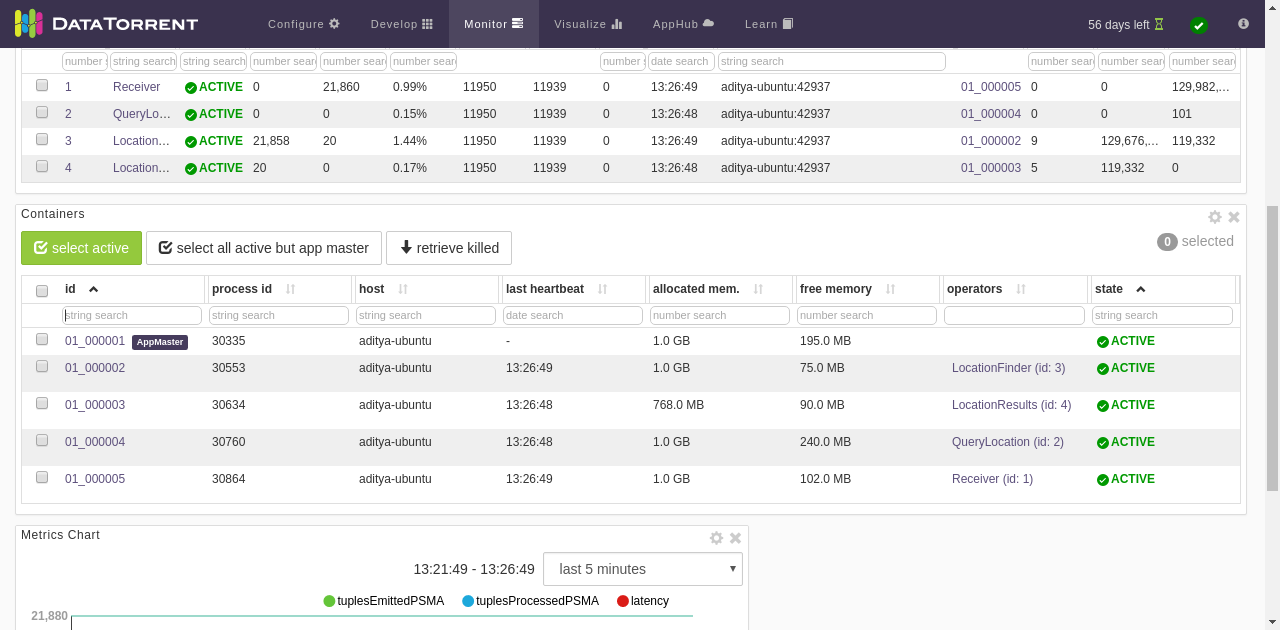 DATATORRENT Configure Develop Monitor Visualize AppHub Learn 56 days left
number s string search string search number sear number sear number sear number s date search string search number sear number sear number sear
1 Receiver ACTIVE 0 21,860 0.99% 11950 11939 0 13:26:49 aditya-ubuntu:42937 01_000005 0 0 129,982,...
2 QueryLo... ACTIVE 0 0 0.15% 11950 11939 0 13:26:48 aditya-ubuntu:42937 01_000004 0 0 101
3 Location... ACTIVE 21,858 20 1.44% 11950 11939 0 13:26:49 aditya-ubuntu:42937 01_000002 9 129,676,... 119,332
4 Location... ACTIVE 20 0 0.17% 11950 11939 0 13:26:48 aditya-ubuntu:42937 01_000003 5 119,332 0
Containers
select active select all active but app master retrieve killed 0 selected
id process id host last heartbeat allocated mem. free memory operators state
string search string search string search date search number search number search string search
01_000001 AppMaster 30335 aditya-ubuntu - 1.0 GB 195.0 MB ACTIVE
01_000002 30553 aditya-ubuntu 13:26:49 1.0 GB 75.0 MB LocationFinder (id: 3) ACTIVE
01_000003 30634 aditya-ubuntu 13:26:48 768.0 MB 90.0 MB LocationResults (id: 4) ACTIVE
01_000004 30760 aditya-ubuntu 13:26:48 1.0 GB 240.0 MB QueryLocation (id: 2) ACTIVE
01_000005 30864 aditya-ubuntu 13:26:49 1.0 GB 102.0 MB Receiver (id: 1) ACTIVE
Metrics Chart
13:21:49 - 13:26:49 last 5 minutes
tuplesEmittedPSMA tuplesProcessedPSMA latency
21,880